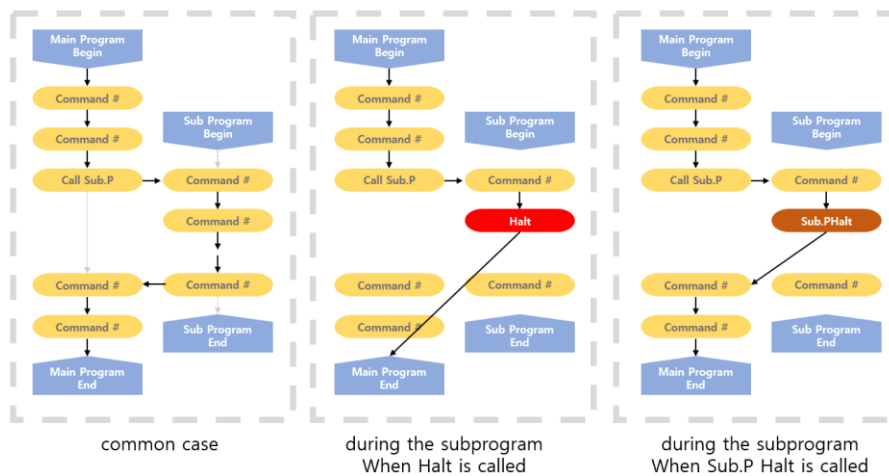 Main Program
Begin
Command #
Command #
Sub Program
Begin
Call Sub.P
Command #
Command #
Command #
Command #
Command #
Sub Program
End
Main Program
End
common case
Main Program
Begin
Command #
Command #
Sub Program
Begin
Call Sub.P
Command #
Halt
Command #
Command #
Command #
Sub Program
End
Main Program
End
during the subprogram
When Halt is called
Main Program
Begin
Command #
Command #
Sub Program
Begin
Call Sub.P
Command #
Sub.PHalt
Command #
Command #
Command #
Sub Program
End
Main Program
End
during the subprogram
When Sub.P Halt is called